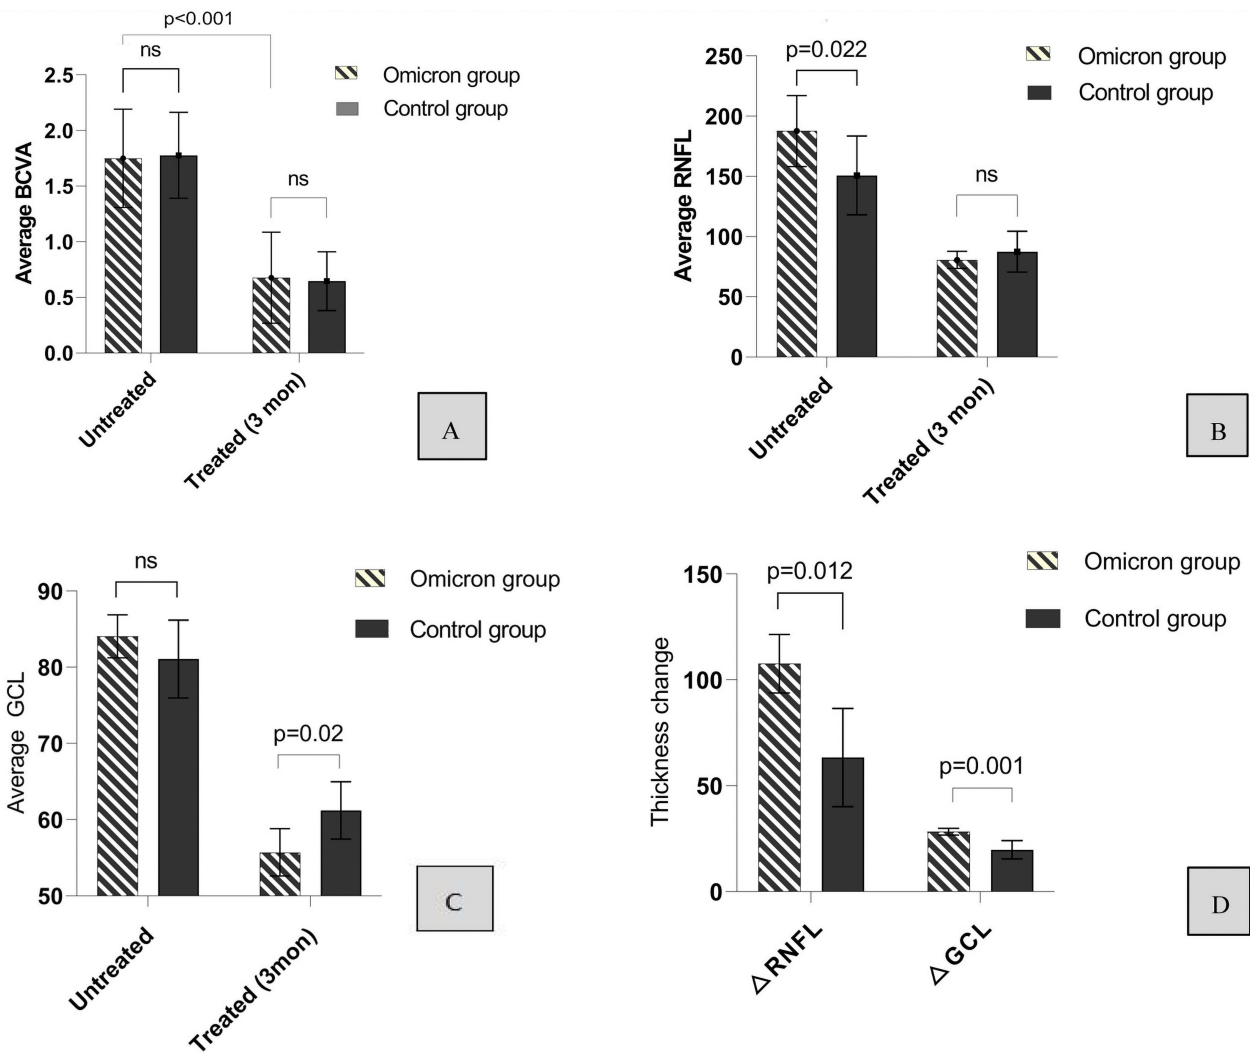 p<0.001
ns
Omicron group
Control group
2.5
2.0
1.5
1.0
0.5
0.0
Average BCVA
ns
Untreated
Treated (3 mon)
A
p=0.022
Omicron group
Control group
250
200
150
100
50
0
Average RNFL
ns
Untreated
Treated (3 mon)
B
ns
Omicron group
Control group
90
80
70
60
50
Average GCL
p=0.02
Untreated
Treated (3mon)
C
p=0.012
Omicron group
Control group
150
100
50
0
Thickness change
p=0.001
△RNFL
△GCL
D